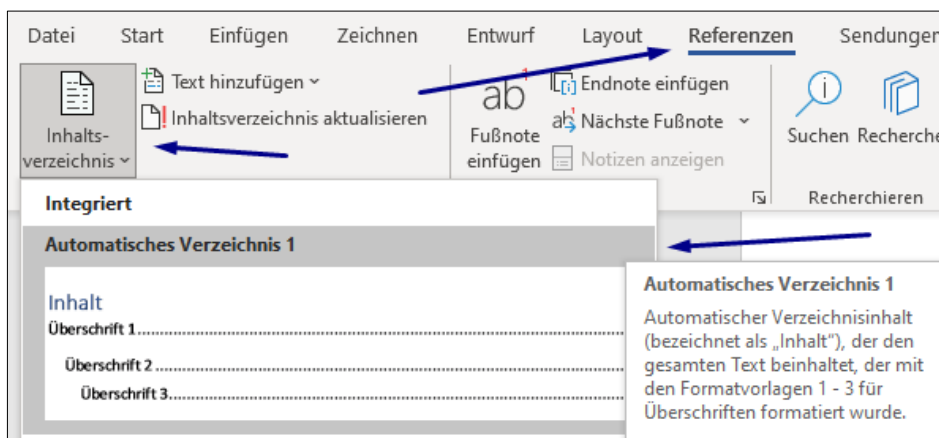 Datei Start Einfügen Zeichnen Entwurf Layout Referenzen Sendungen
Inhalts-
verzeichnis
Text hinzufügen
Inhaltsverzeichnis aktualisieren
ab1
Fußnote
einfügen
Endnote einfügen
Nächste Fußnote
Notizen anzeigen
Suchen Recherche
Recherchieren
Integriert
Automatisches Verzeichnis 1
Inhalt
Überschrift 1
Überschrift 2
Überschrift 3
Automatisches Verzeichnis 1
Automatischer Verzeichnisinhalt
(bezeichnet als „Inhalt“), der den
gesamten Text beinhaltet, der mit
den Formatvorlagen 1 - 3 für
Überschriften formatiert wurde.